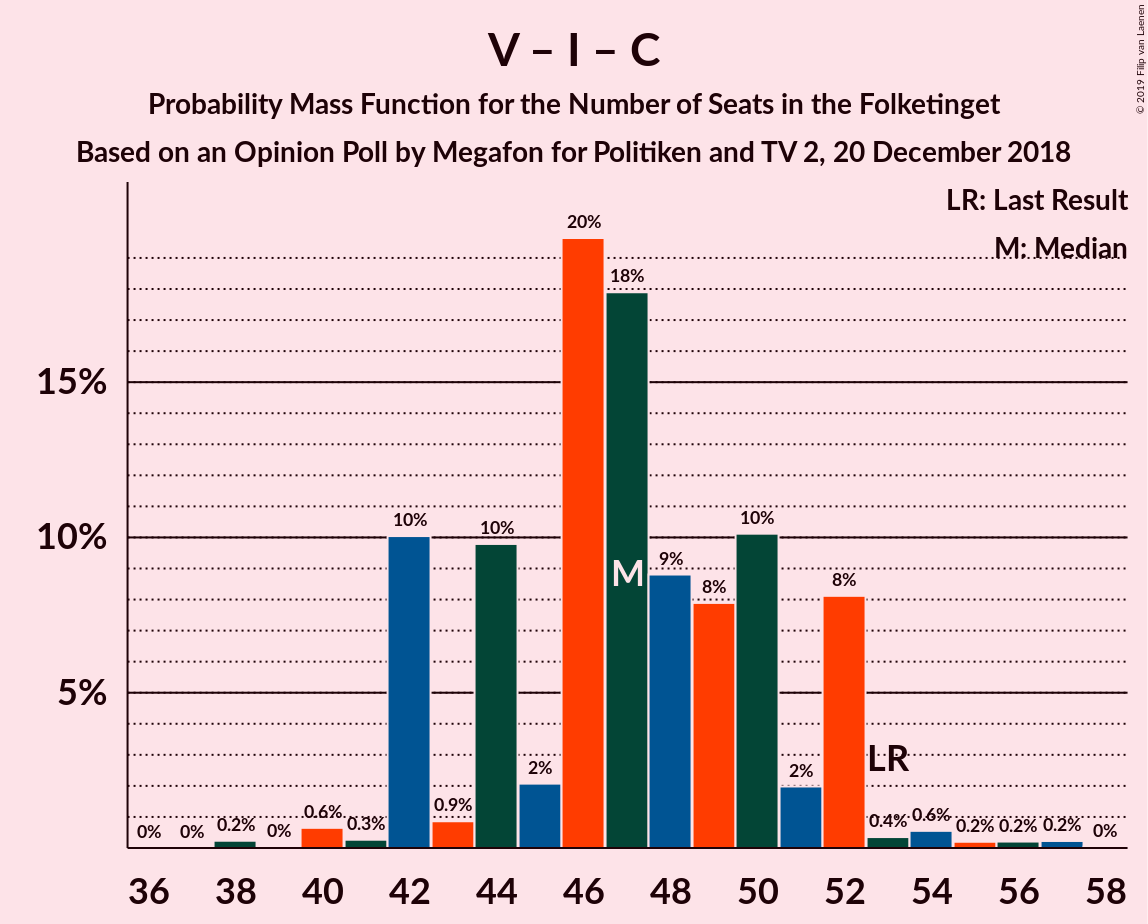 V – I – C
Probability Mass Function for the Number of Seats in the Folketinget
Based on an Opinion Poll by Megafon for Politiken and TV 2, 20 December 2018
© 2019 Filip van Laenen
LR: Last Result
M: Median
15%
10%
5%
0%
0%
0.2%
0%
0.6%
0.3%
10%
0.9%
10%
2%
20%
18%
9%
8%
10%
2%
8%
0.4%
0.6%
0.2%
0.2%
0.2%
0%
M
LR
36 38 40 42 44 46 48 50 52 54 56 58